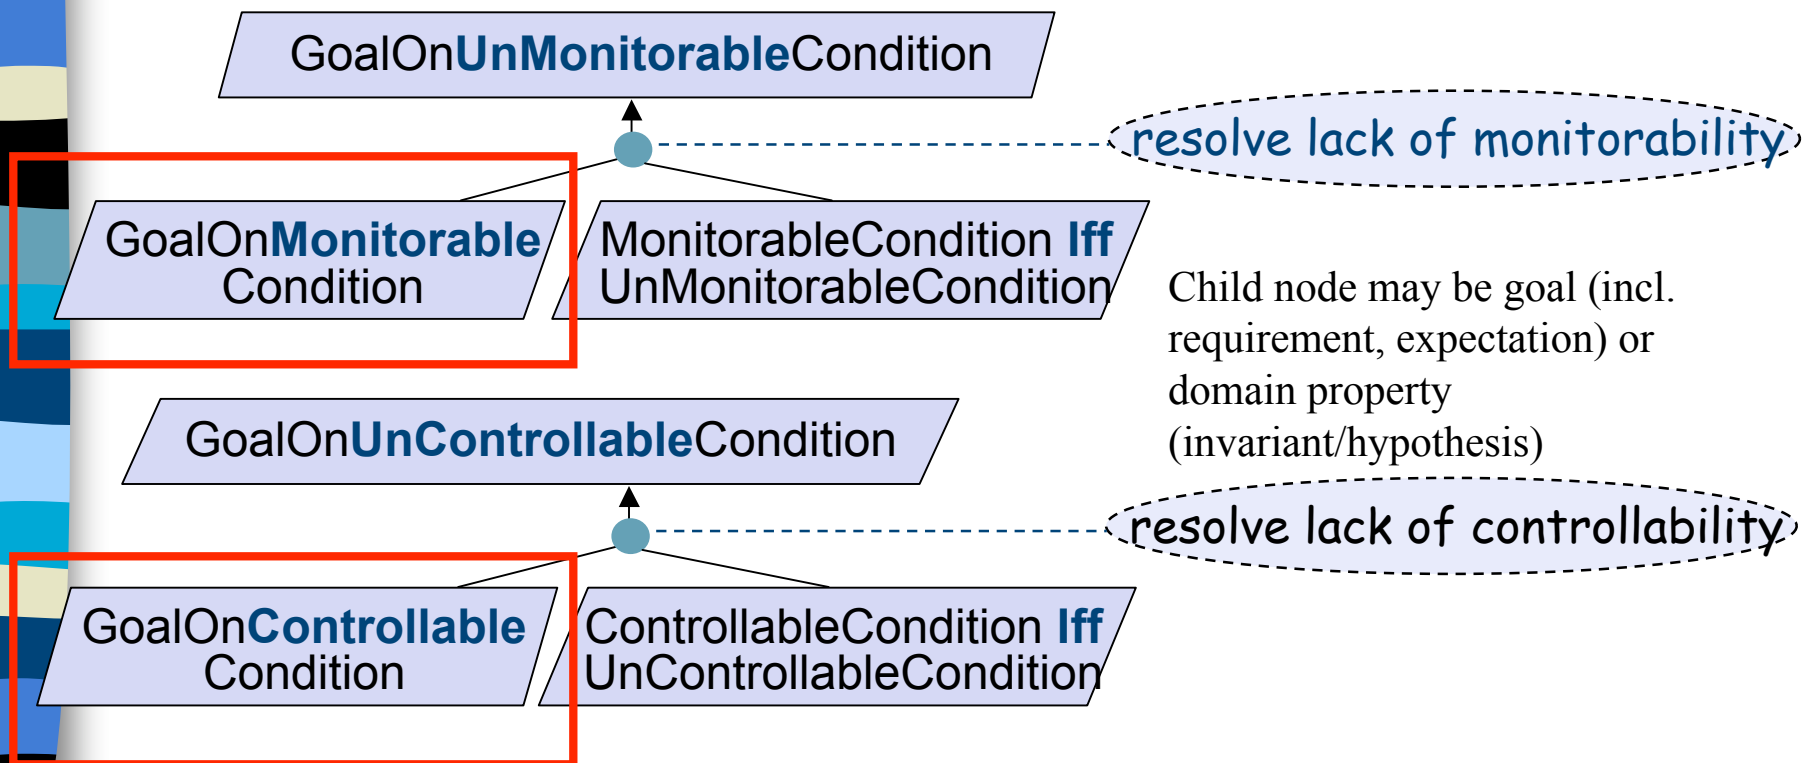 GoalOnUnMonitorableCondition
resolve lack of monitorability
GoalOnMonitorable
Condition
MonitorableCondition Iff
UnMonitorableCondition
Child node may be goal (incl.
requirement, expectation) or
domain property
(invariant/hypothesis)
GoalOnUnControllableCondition
resolve lack of controllability
GoalOnControllable
Condition
ControllableCondition Iff
UnControllableCondition